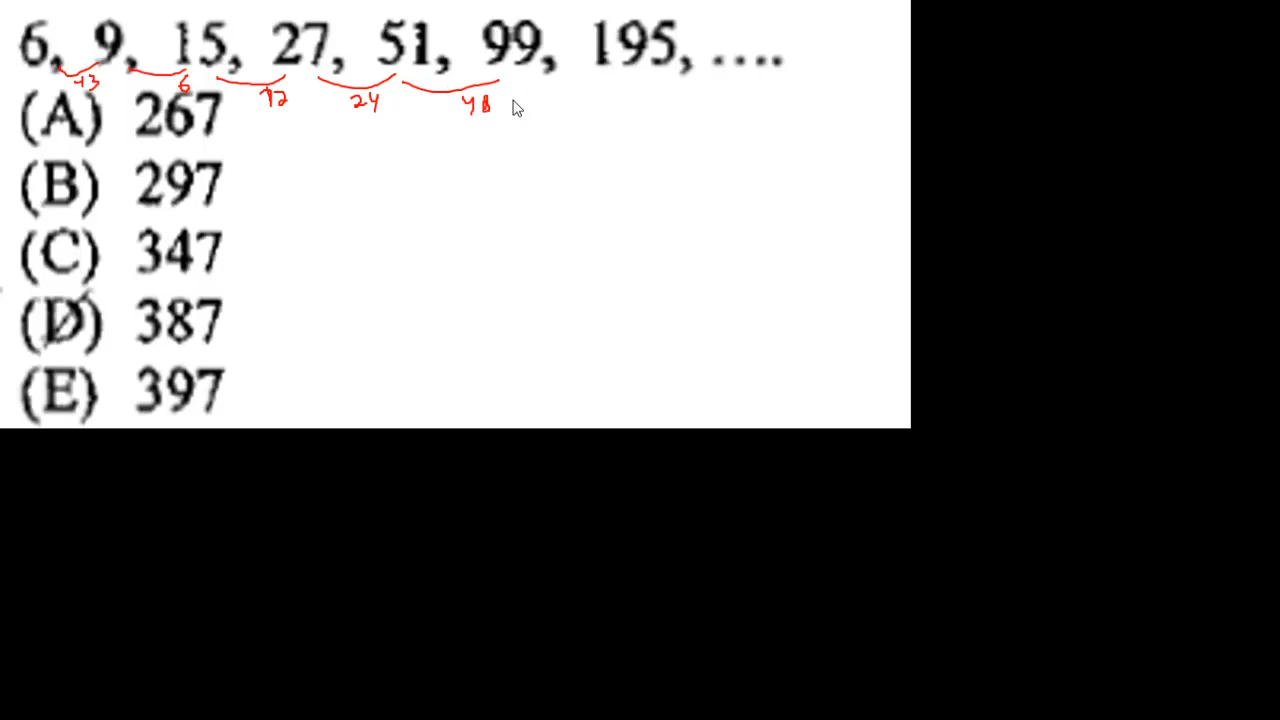 6, 9, 15, 27, 51, 99, 195, ....
+3 6 12 24 48
(A) 267
(B) 297
(C) 347
(D) 387
(E) 397